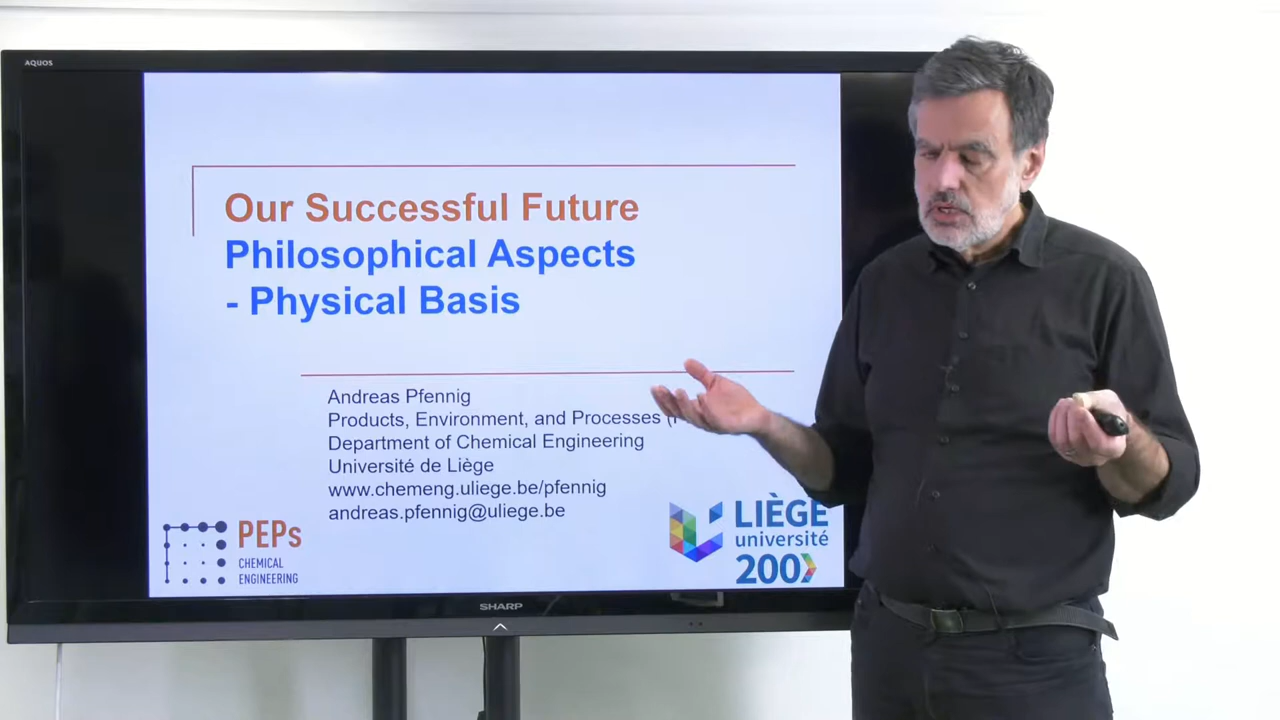 AQUOS
Our Successful Future
Philosophical Aspects
- Physical Basis
Andreas Pfennig
Products, Environment, and Processes (
Department of Chemical Engineering
Université de Liège
www.chemeng.uliege.be/pfennig
andreas.pfennig@uliege.be
PEPs
CHEMICAL
ENGINEERING
LIÈGE
université
200
SHARP